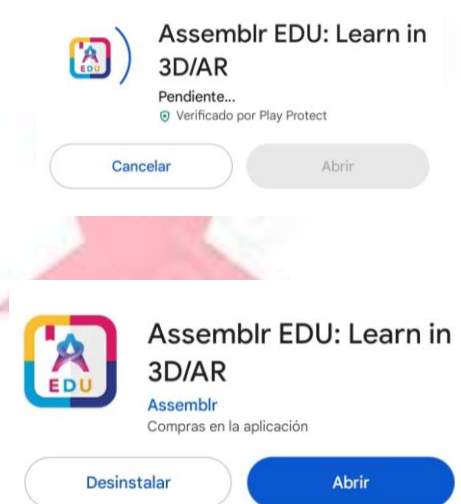 Assemblr EDU: Learn in
3D/AR
EDU
Pendiente...
Verificado por Play Protect
Cancelar Abrir
Assemblr EDU: Learn in
3D/AR
EDU
Assemblr
Compras en la aplicación
Desinstalar Abrir